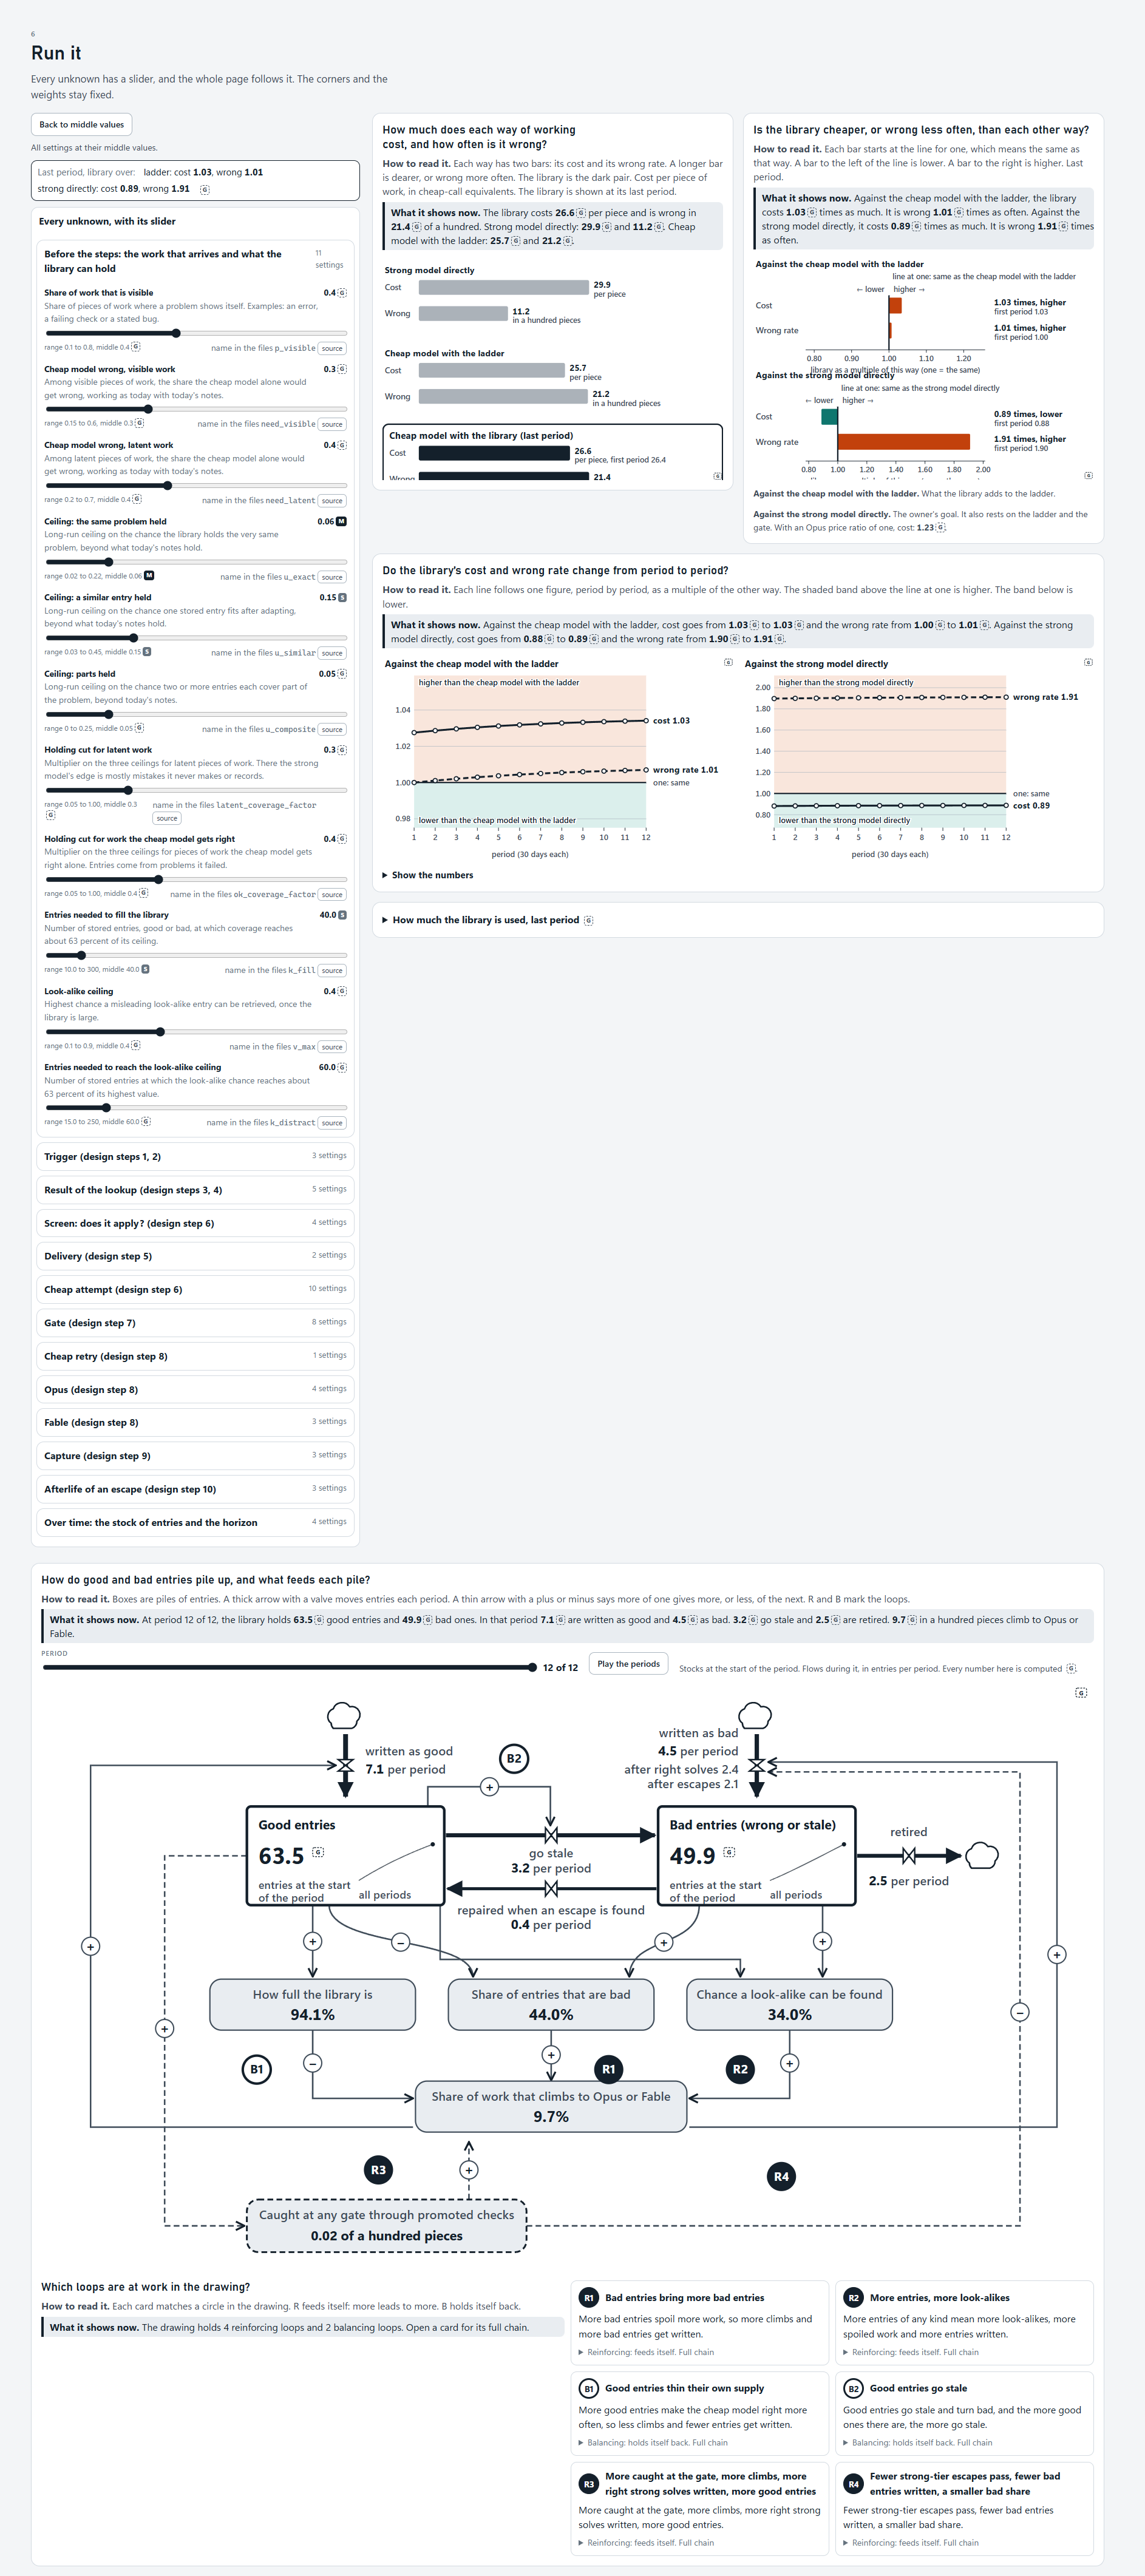 6
Run it
Every unknown has a slider, and the whole page follows it. The corners and the
weights stay fixed.
Back to middle values
All settings at their middle values.
Last period, library over: ladder: cost 1.03, wrong 1.01
strong directly: cost 0.89, wrong 1.91 G
Every unknown, with its slider
Before the steps: the work that arrives and what the
library can hold
11
settings
Share of work that is visible 0.4 G
Share of pieces of work where a problem shows itself. Examples: an error,
a failing check or a stated bug.
range 0.1 to 0.8, middle 0.4 G name in the files p_visible source
Cheap model wrong, visible work 0.3 G
Among visible pieces of work, the share the cheap model alone would
get wrong, working as today with today's notes.
range 0.15 to 0.6, middle 0.3 G name in the files need_visible source
Cheap model wrong, latent work 0.4 G
Among latent pieces of work, the share the cheap model alone would
get wrong, working as today with today's notes.
range 0.2 to 0.7, middle 0.4 G name in the files need_latent source
Ceiling: the same problem held 0.06 M
Long-run ceiling on the chance the library holds the very same
problem, beyond what today's notes hold.
range 0.02 to 0.22, middle 0.06 M name in the files u_exact source
Ceiling: a similar entry held 0.15 S
Long-run ceiling on the chance one stored entry fits after adapting,
beyond what today's notes hold.
range 0.03 to 0.45, middle 0.15 S name in the files u_similar source
Ceiling: parts held 0.05 G
Long-run ceiling on the chance two or more entries each cover part of
the problem, beyond today's notes.
range 0 to 0.25, middle 0.05 G name in the files u_composite source
Holding cut for latent work 0.3 G
Multiplier on the three ceilings for latent pieces of work. There the strong
model's edge is mostly mistakes it never makes or records.
range 0.05 to 1.00, middle 0.3 G name in the files latent_coverage_factor source
Holding cut for work the cheap model gets right 0.4 G
Multiplier on the three ceilings for pieces of work the cheap model gets
right alone. Entries come from problems it failed.
range 0.05 to 1.00, middle 0.4 G name in the files ok_coverage_factor source
Entries needed to fill the library 40.0 S
Number of stored entries, good or bad, at which coverage reaches
about 63 percent of its ceiling.
range 10.0 to 300, middle 40.0 S name in the files k_fill source
Look-alike ceiling 0.4 G
Highest chance a misleading look-alike entry can be retrieved, once the
library is large.
range 0.1 to 0.9, middle 0.4 G name in the files v_max source
Entries needed to reach the look-alike ceiling 60.0 G
Number of stored entries at which the look-alike chance reaches about
63 percent of its highest value.
range 15.0 to 250, middle 60.0 G name in the files k_distract source
Trigger (design steps 1, 2) 3 settings
Result of the lookup (design steps 3, 4) 5 settings
Screen: does it apply? (design step 6) 4 settings
Delivery (design step 5) 2 settings
Cheap attempt (design step 6) 10 settings
Gate (design step 7) 8 settings
Cheap retry (design step 8) 1 settings
Opus (design step 8) 4 settings
Fable (design step 8) 3 settings
Capture (design step 9) 3 settings
Afterlife of an escape (design step 10) 3 settings
Over time: the stock of entries and the horizon 4 settings
How much does each way of working
cost, and how often is it wrong?
How to read it. Each way has two bars: its cost and its wrong rate. A longer bar
is dearer, or wrong more often. The library is the dark pair. Cost per piece of
work, in cheap-call equivalents. The library is shown at its last period.
What it shows now. The library costs 26.6 G per piece and is wrong in
21.4 G of a hundred. Strong model directly: 29.9 G and 11.2 G. Cheap
model with the ladder: 25.7 G and 21.2 G.
Strong model directly
Cost 29.9
per piece
Wrong 11.2
in a hundred pieces
Cheap model with the ladder
Cost 25.7
per piece
Wrong 21.2
in a hundred pieces
Cheap model with the library (last period)
Cost 26.6
per piece, first period 26.4
Wrong 21.4
G
Is the library cheaper, or wrong less often, than each other way?
How to read it. Each bar starts at the line for one, which means the same as
that way. A bar to the left of the line is lower. A bar to the right is higher. Last
period.
What it shows now. Against the cheap model with the ladder, the library
costs 1.03 G times as much. It is wrong 1.01 G times as often. Against the
strong model directly, it costs 0.89 G times as much. It is wrong 1.91 G times
as often.
Against the cheap model with the ladder
line at one: same as the cheap model with the ladder
← lower higher →
Cost 1.03 times, higher
first period 1.03
Wrong rate 1.01 times, higher
first period 1.00
0.80 0.90 1.00 1.10 1.20
library as a multiple of this way (one = the same)
Against the strong model directly
line at one: same as the strong model directly
← lower higher →
Cost 0.89 times, lower
first period 0.88
Wrong rate 1.91 times, higher
first period 1.90
0.80 1.00 1.20 1.40 1.60 1.80 2.00
G
Against the cheap model with the ladder. What the library adds to the ladder.
Against the strong model directly. The owner's goal. It also rests on the ladder and the
gate. With an Opus price ratio of one, cost: 1.23 G.
Do the library's cost and wrong rate change from period to period?
How to read it. Each line follows one figure, period by period, as a multiple of the other way. The shaded band above the line at one is higher. The band below is
lower.
What it shows now. Against the cheap model with the ladder, cost goes from 1.03 G to 1.03 G and the wrong rate from 1.00 G to 1.01 G. Against the strong
model directly, cost goes from 0.88 G to 0.89 G and the wrong rate from 1.90 G to 1.91 G.
Against the cheap model with the ladder G
higher than the cheap model with the ladder
1.04
1.02
1.00
0.98
cost 1.03
wrong rate 1.01
one: same
lower than the cheap model with the ladder
1 2 3 4 5 6 7 8 9 10 11 12
period (30 days each)
Against the strong model directly G
higher than the strong model directly
2.00
1.80
1.60
1.40
1.20
1.00
0.80
wrong rate 1.91
one: same
cost 0.89
lower than the strong model directly
1 2 3 4 5 6 7 8 9 10 11 12
period (30 days each)
Show the numbers
How much the library is used, last period G
How do good and bad entries pile up, and what feeds each pile?
How to read it. Boxes are piles of entries. A thick arrow with a valve moves entries each period. A thin arrow with a plus or minus says more of one gives more, or less, of the next. R and B mark the loops.
What it shows now. At period 12 of 12, the library holds 63.5 G good entries and 49.9 G bad ones. In that period 7.1 G are written as good and 4.5 G as bad. 3.2 G go stale and 2.5 G are retired. 9.7 G in a hundred pieces climb to Opus or
Fable.
PERIOD
12 of 12
Play the periods
Stocks at the start of the period. Flows during it, in entries per period. Every number here is computed G.
G
written as good
7.1 per period
B2
+
written as bad
4.5 per period
after right solves 2.4
after escapes 2.1
Good entries
63.5 G
entries at the start
of the period
all periods
go stale
3.2 per period
repaired when an escape is found
0.4 per period
Bad entries (wrong or stale)
49.9 G
entries at the start
of the period
all periods
retired
2.5 per period
+
+
−
+
+
+
How full the library is
94.1%
Share of entries that are bad
44.0%
Chance a look-alike can be found
34.0%
+
−
B1
−
+
R1
R2
+
Share of work that climbs to Opus or Fable
9.7%
R3
+
R4
Caught at any gate through promoted checks
0.02 of a hundred pieces
Which loops are at work in the drawing?
How to read it. Each card matches a circle in the drawing. R feeds itself: more leads to more. B holds itself back.
What it shows now. The drawing holds 4 reinforcing loops and 2 balancing loops. Open a card for its full chain.
R1 Bad entries bring more bad entries
More bad entries spoil more work, so more climbs and
more bad entries get written.
Reinforcing: feeds itself. Full chain
R2 More entries, more look-alikes
More entries of any kind mean more look-alikes, more
spoiled work and more entries written.
Reinforcing: feeds itself. Full chain
B1 Good entries thin their own supply
More good entries make the cheap model right more
often, so less climbs and fewer entries get written.
Balancing: holds itself back. Full chain
B2 Good entries go stale
Good entries go stale and turn bad, and the more good
ones there are, the more go stale.
Balancing: holds itself back. Full chain
R3 More caught at the gate, more climbs, more
right strong solves written, more good entries
More caught at the gate, more climbs, more right strong
solves written, more good entries.
Reinforcing: feeds itself. Full chain
R4 Fewer strong-tier escapes pass, fewer bad
entries written, a smaller bad share
Fewer strong-tier escapes pass, fewer bad entries
written, a smaller bad share.
Reinforcing: feeds itself. Full chain